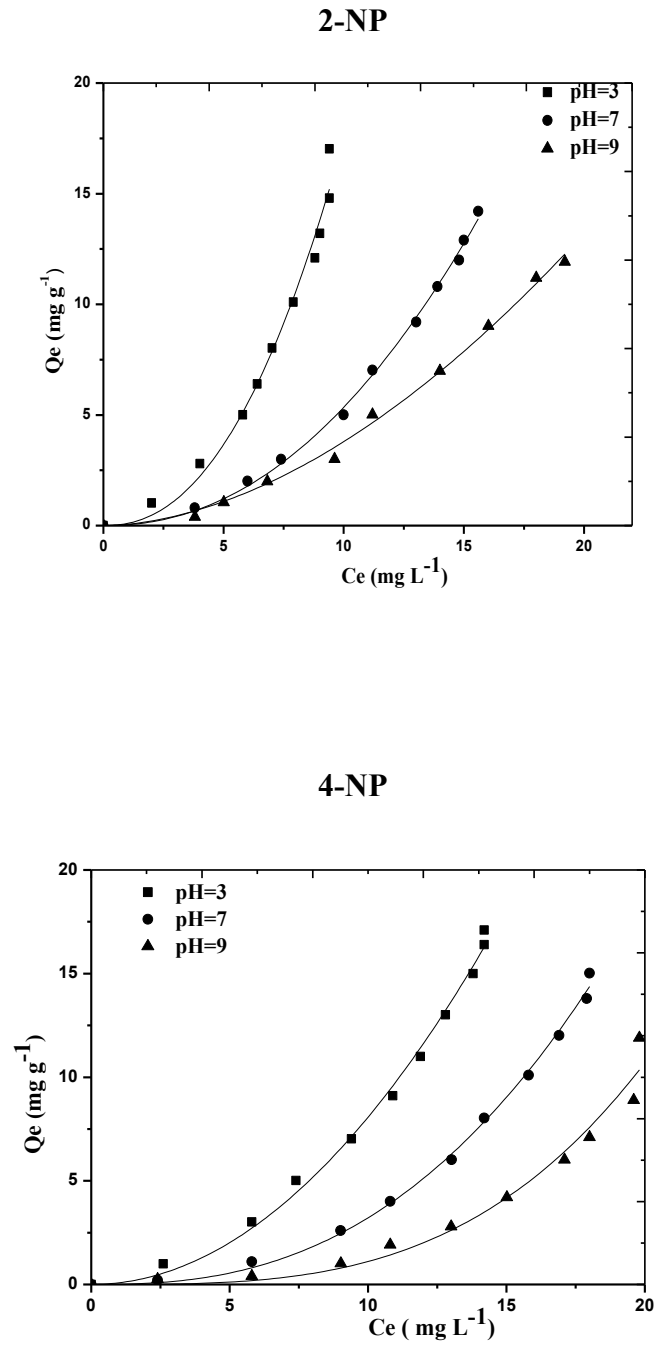 2-NP
20
15
10
5
0
Qe (mg g-1)
pH=3
pH=7
pH=9
0 5 10 15 20
Ce (mg L-1)
4-NP
20
15
10
5
0
Qe (mg g-1)
pH=3
pH=7
pH=9
0 5 10 15 20
Ce ( mg L-1)